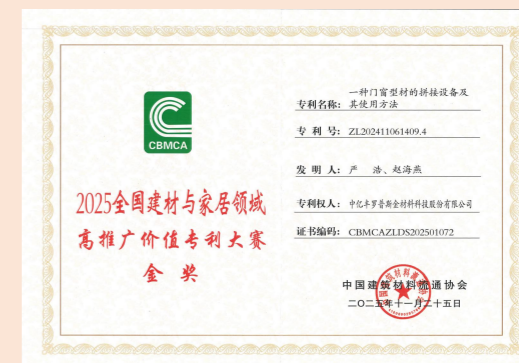 CBMCA
2025全国建材与家居领域
高推广价值专利大赛
金奖
专利名称：一种门窗型材的拼接设备及
其使用方法
专利号：ZL202411061409.4
发明人：严浩、赵海燕
专利权人：中亿丰罗普斯金材料科技股份有限公司
证书编码：CBMCAZLDS202501072
中国建筑材料流通协会
二〇二五年十一月二十五日